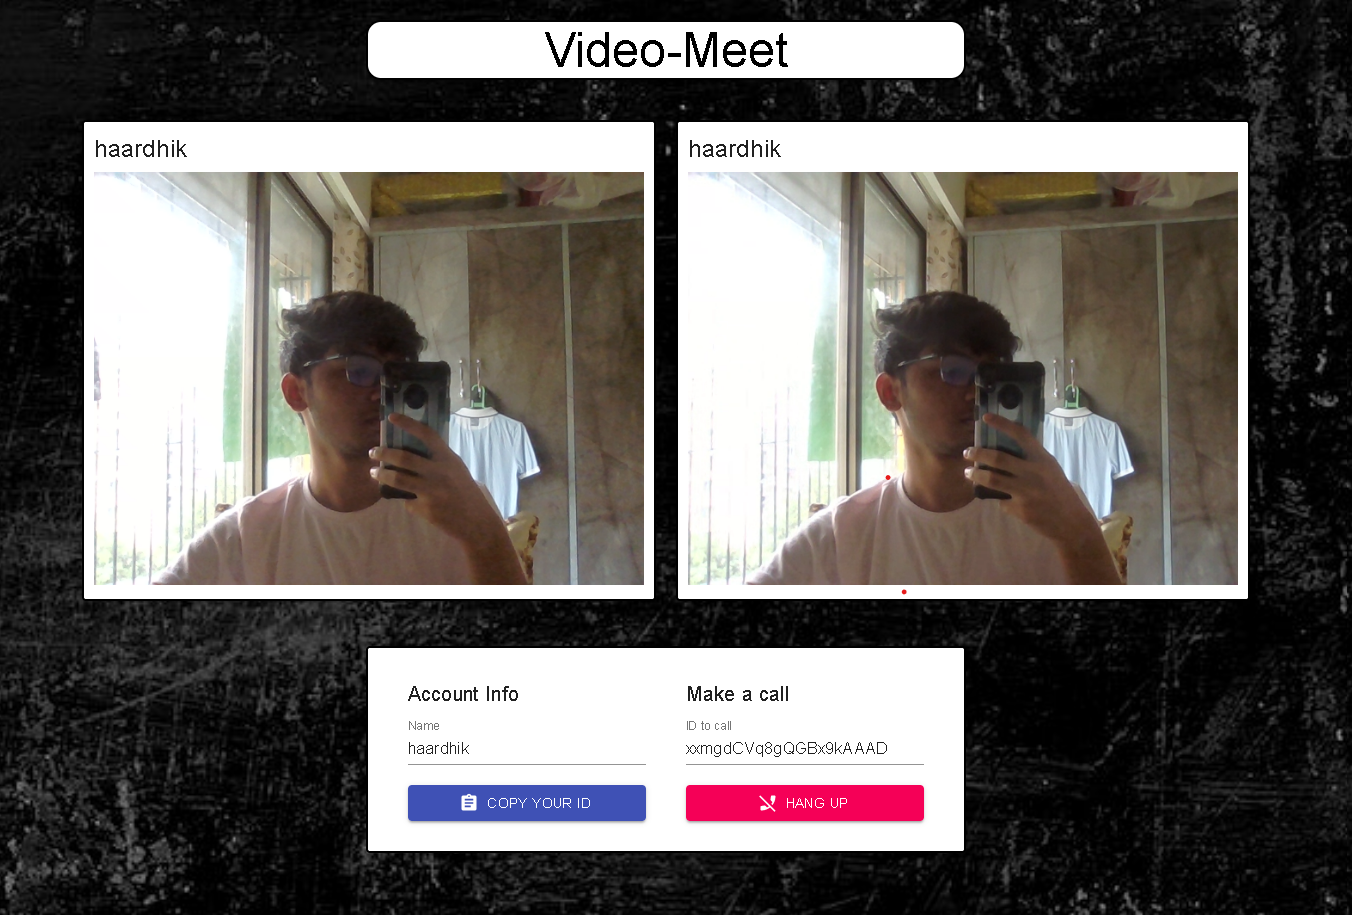 Video-Meet
haardhik
haardhik
Account Info
Name
haardhik
COPY YOUR ID
Make a call
ID to call
xxmgdCVq8gQGBx9kAAAD
HANG UP